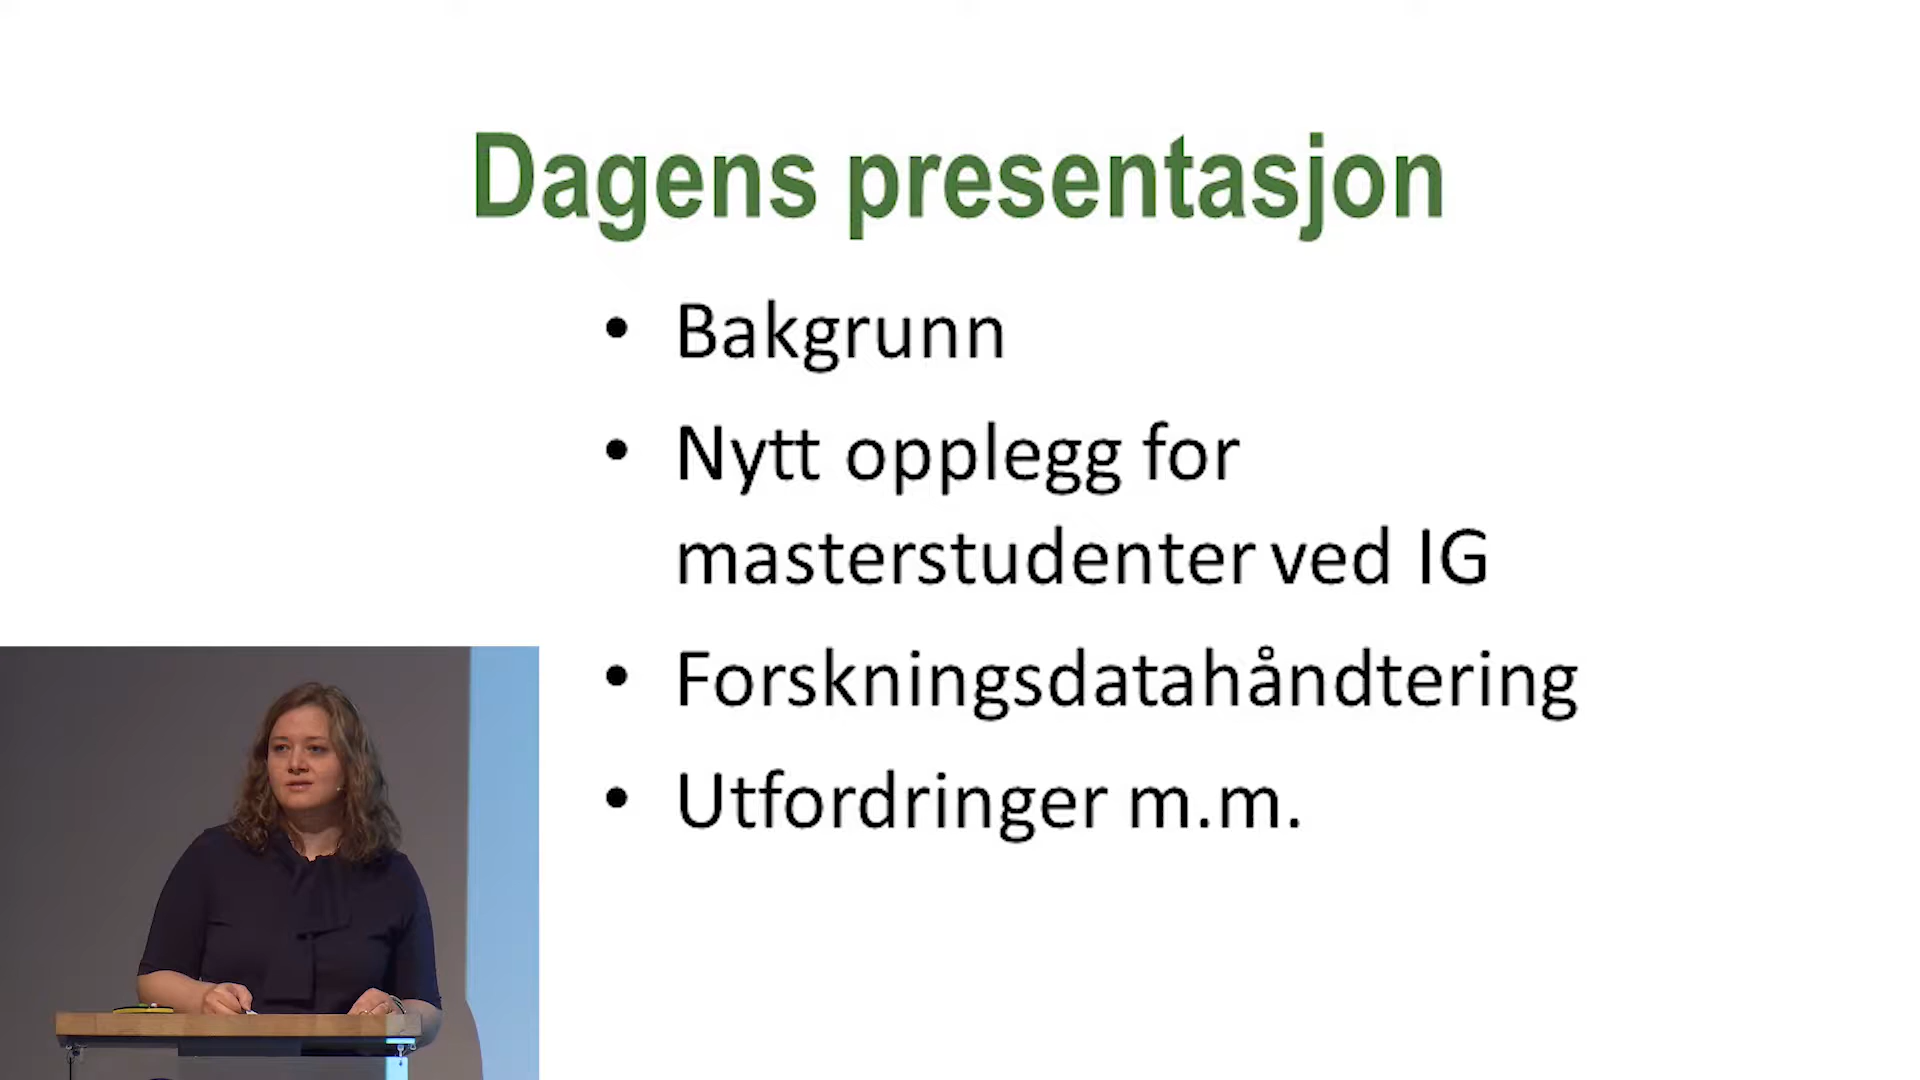 Dagens presentasjon
• Bakgrunn
• Nytt opplegg for
masterstudenter ved IG
• Forskningsdatahåndtering
• Utfordringer m.m.